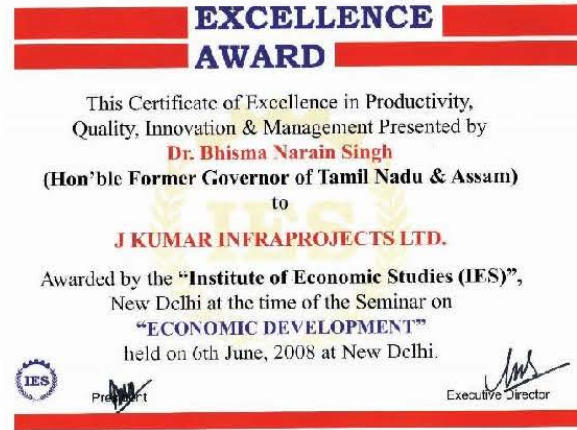 EXCELLENCE
AWARD
This Certificate of Excellence in Productivity,
Quality, Innovation & Management Presented by
Dr. Bhisma Narain Singh
(Hon'ble Former Governor of Tamil Nadu & Assam)
to
J KUMAR INFRAPROJECTS LTD.
Awarded by the "Institute of Economic Studies (IES)",
New Delhi at the time of the Seminar on
"ECONOMIC DEVELOPMENT"
held on 6th June, 2008 at New Delhi.
IES
IES
President
Executive Director